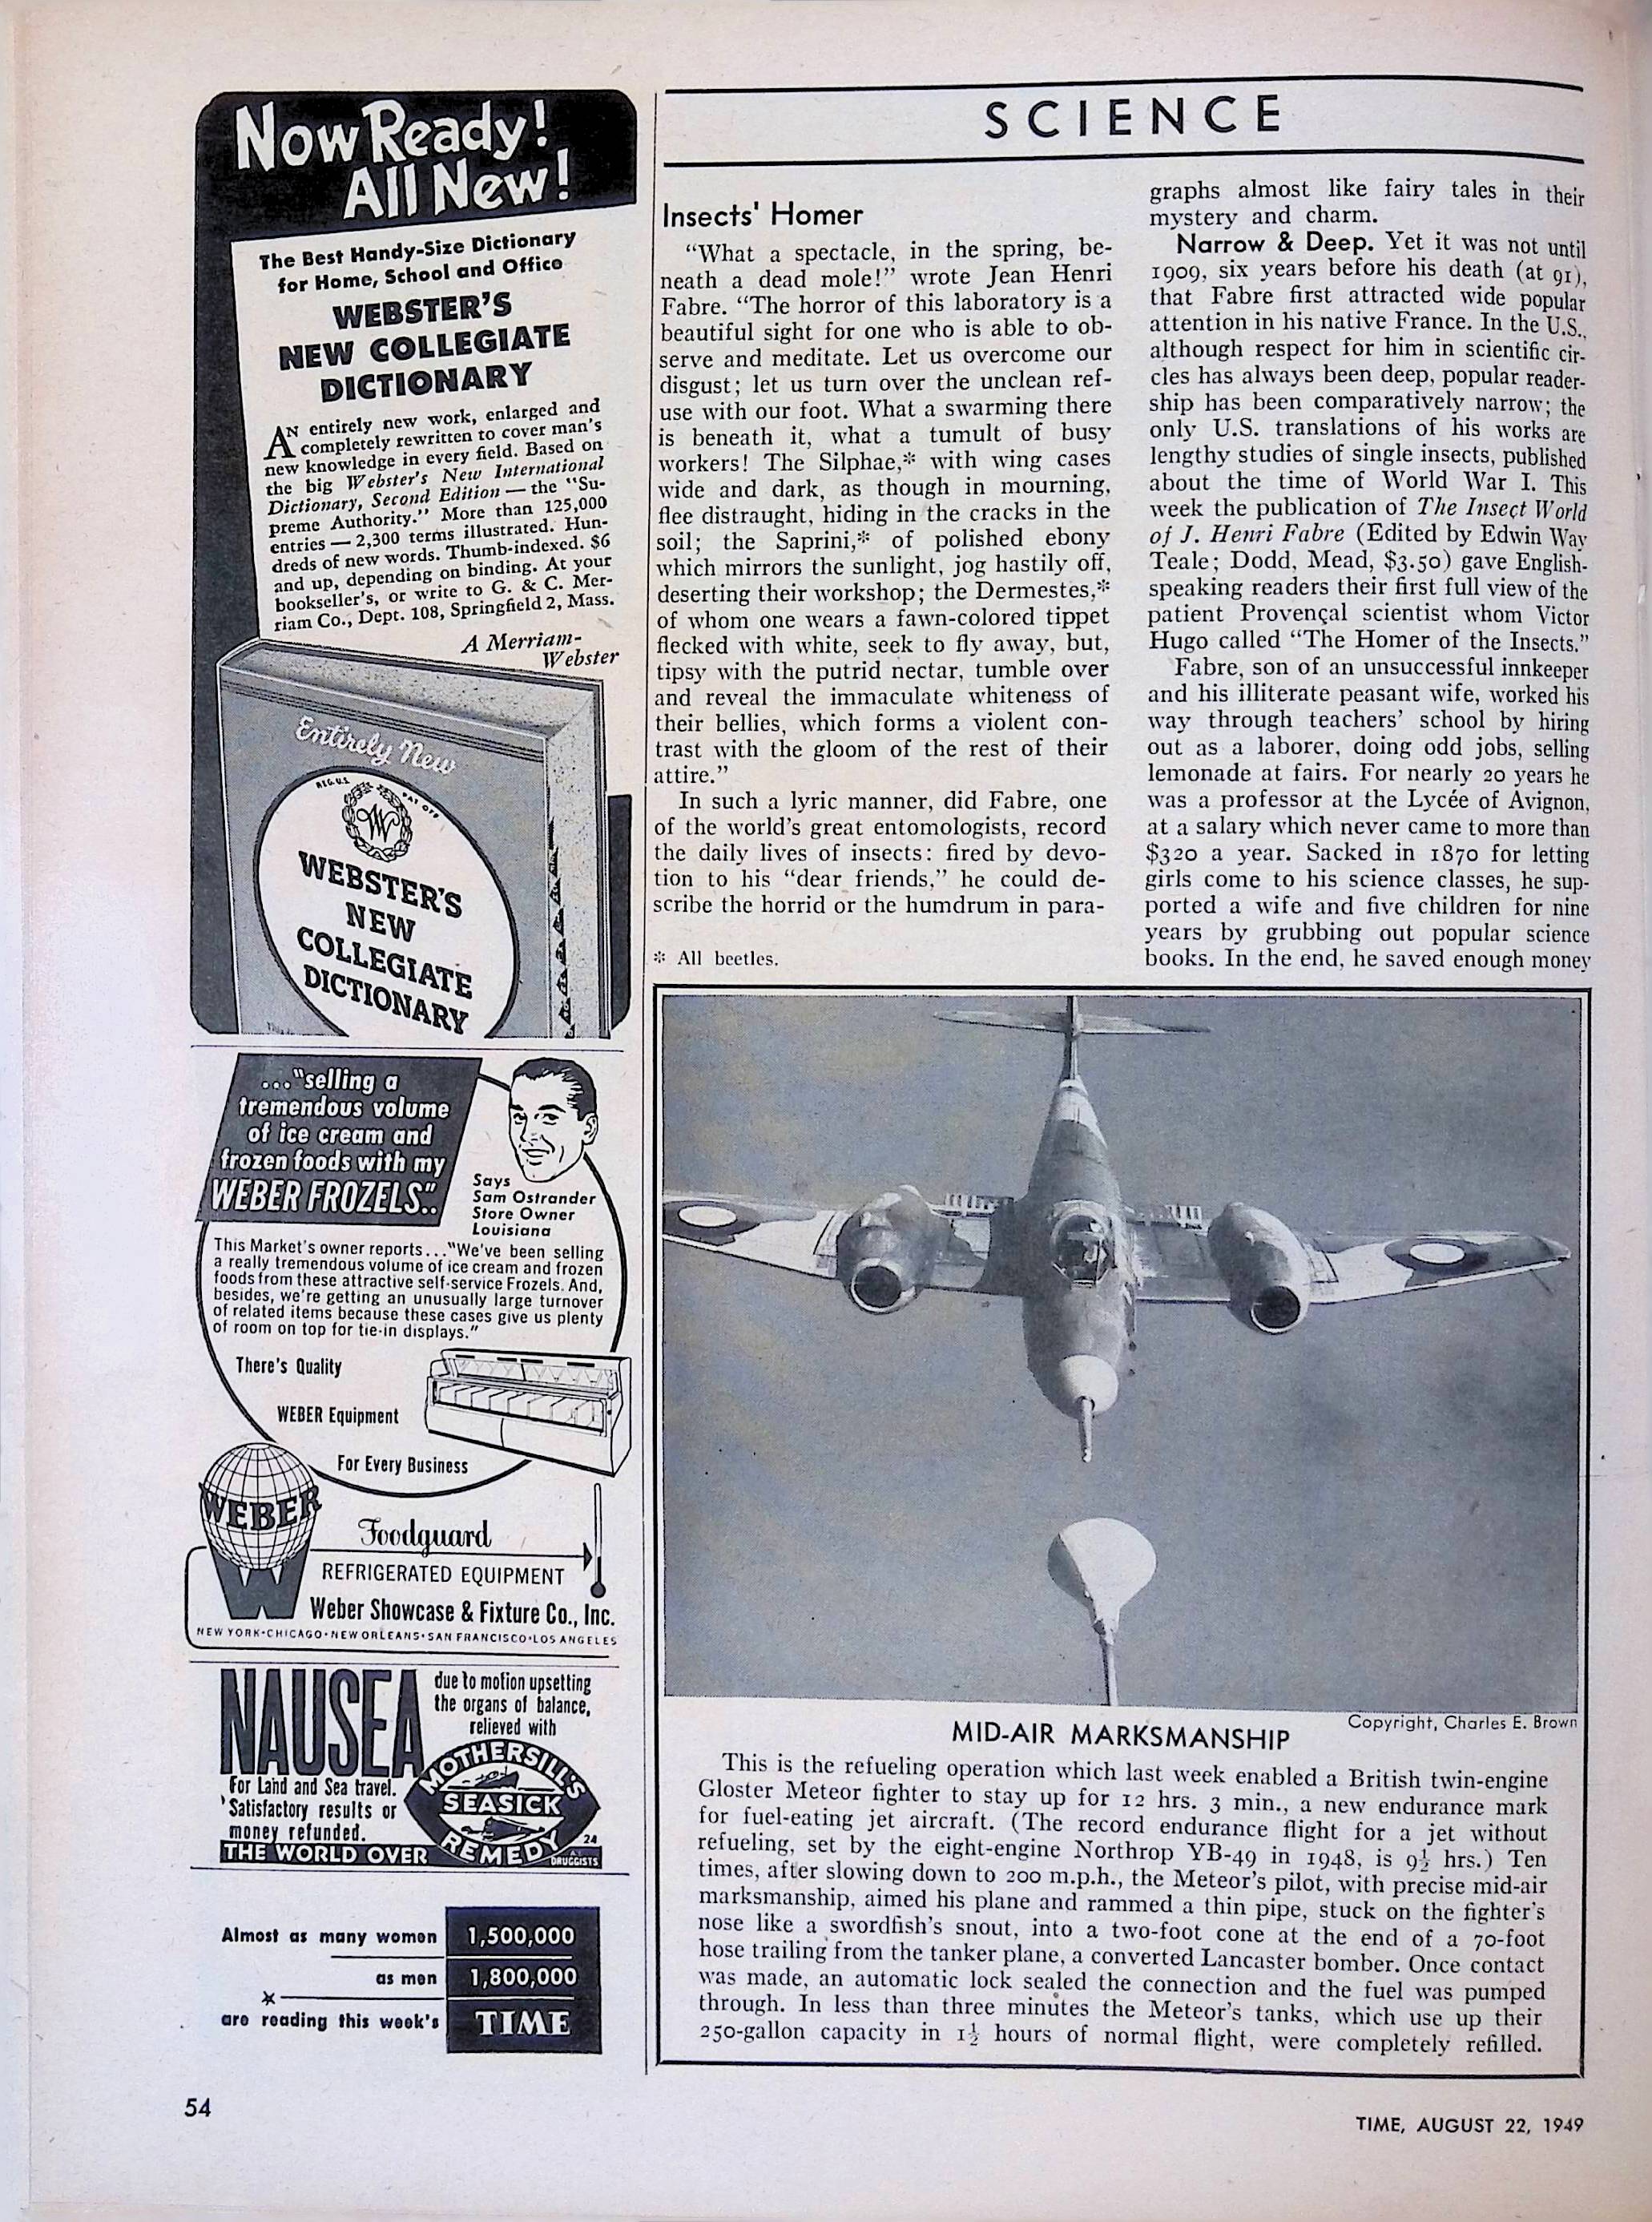 Now Ready!
All New!
The Best Handy-Size Dictionary
for Home, School and Office
WEBSTER'S
NEW COLLEGIATE
DICTIONARY
AN entirely new work, enlarged and
completely rewritten to cover man's
new knowledge in every field. Based on
the big Webster's New International
Dictionary, Second Edition — the "Su-
preme Authority." More than 125,000
entries — 2,300 terms illustrated. Hun-
dreds of new words. Thumb-indexed. $6
and up, depending on binding. At your
bookseller's, or write to G. & C. Mer-
riam Co., Dept. 108, Springfield 2, Mass.
A Merriam-
Webster
Entirely New
REG. U.S. PAT. OFF.
W
WEBSTER'S
NEW
COLLEGIATE
DICTIONARY
..."selling a
tremendous volume
of ice cream and
frozen foods with my
WEBER FROZELS"..
Says
Sam Ostrander
Store Owner
Louisiana
This Market's owner reports..."We've been selling
a really tremendous volume of ice cream and frozen
foods from these attractive self-service Frozels. And,
besides, we're getting an unusually large turnover
of related items because these cases give us plenty
of room on top for tie-in displays."
There's Quality
WEBER Equipment
For Every Business
WEBER
Foodguard
REFRIGERATED EQUIPMENT
Weber Showcase & Fixture Co., Inc.
NEW YORK·CHICAGO·NEW ORLEANS·SAN FRANCISCO·LOS ANGELES
NAUSEA
due to motion upsetting
the organs of balance,
relieved with
For Land and Sea travel.
Satisfactory results or
money refunded.
THE WORLD OVER
MOTHERSILL'S
SEASICK
REMEDY
24
AT DRUGGISTS
Almost as many women 1,500,000
as men 1,800,000
are reading this week's TIME
54
SCIENCE
Insects' Homer
"What a spectacle, in the spring, be-
neath a dead mole!" wrote Jean Henri
Fabre. "The horror of this laboratory is a
beautiful sight for one who is able to ob-
serve and meditate. Let us overcome our
disgust; let us turn over the unclean ref-
use with our foot. What a swarming there
is beneath it, what a tumult of busy
workers! The Silphae,* with wing cases
wide and dark, as though in mourning,
flee distraught, hiding in the cracks in the
soil; the Saprini,* of polished ebony
which mirrors the sunlight, jog hastily off,
deserting their workshop; the Dermestes,*
of whom one wears a fawn-colored tippet
flecked with white, seek to fly away, but,
tipsy with the putrid nectar, tumble over
and reveal the immaculate whiteness of
their bellies, which forms a violent con-
trast with the gloom of the rest of their
attire."
In such a lyric manner, did Fabre, one
of the world's great entomologists, record
the daily lives of insects: fired by devo-
tion to his "dear friends," he could de-
scribe the horrid or the humdrum in para-
* All beetles.
graphs almost like fairy tales in their
mystery and charm.
Narrow & Deep. Yet it was not until
1909, six years before his death (at 91),
that Fabre first attracted wide popular
attention in his native France. In the U.S.,
although respect for him in scientific cir-
cles has always been deep, popular reader-
ship has been comparatively narrow; the
only U.S. translations of his works are
lengthy studies of single insects, published
about the time of World War I. This
week the publication of The Insect World
of J. Henri Fabre (Edited by Edwin Way
Teale; Dodd, Mead, $3.50) gave English-
speaking readers their first full view of the
patient Provençal scientist whom Victor
Hugo called "The Homer of the Insects."
Fabre, son of an unsuccessful innkeeper
and his illiterate peasant wife, worked his
way through teachers' school by hiring
out as a laborer, doing odd jobs, selling
lemonade at fairs. For nearly 20 years he
was a professor at the Lycée of Avignon,
at a salary which never came to more than
$320 a year. Sacked in 1870 for letting
girls come to his science classes, he sup-
ported a wife and five children for nine
years by grubbing out popular science
books. In the end, he saved enough money
Copyright, Charles E. Brown
MID-AIR MARKSMANSHIP
This is the refueling operation which last week enabled a British twin-engine
Gloster Meteor fighter to stay up for 12 hrs. 3 min., a new endurance mark
for fuel-eating jet aircraft. (The record endurance flight for a jet without
refueling, set by the eight-engine Northrop YB-49 in 1948, is 9½ hrs.) Ten
times, after slowing down to 200 m.p.h., the Meteor's pilot, with precise mid-air
marksmanship, aimed his plane and rammed a thin pipe, stuck on the fighter's
nose like a swordfish's snout, into a two-foot cone at the end of a 70-foot
hose trailing from the tanker plane, a converted Lancaster bomber. Once contact
was made, an automatic lock sealed the connection and the fuel was pumped
through. In less than three minutes the Meteor's tanks, which use up their
250-gallon capacity in 1½ hours of normal flight, were completely refilled.
TIME, AUGUST 22, 1949